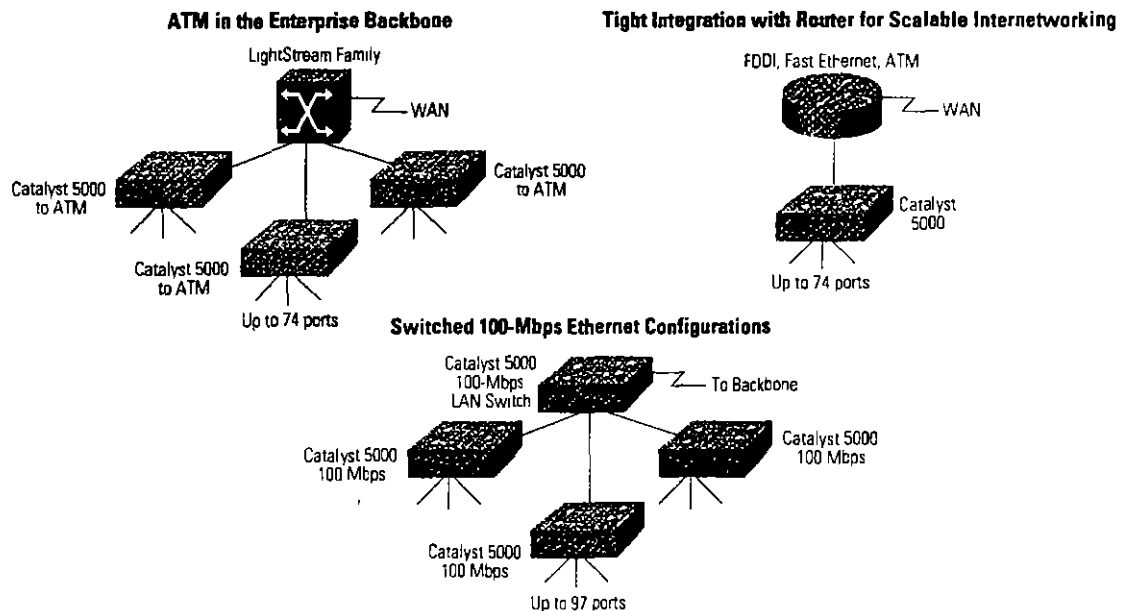 ATM in the Enterprise Backbone
LightStream Family
WAN
Catalyst 5000
to ATM
Catalyst 5000
to ATM
Catalyst 5000
to ATM
Up to 74 ports
Tight Integration with Router for Scalable Internetworking
FDDI, Fast Ethernet, ATM
WAN
Catalyst
5000
Up to 74 ports
Switched 100-Mbps Ethernet Configurations
Catalyst 5000
100-Mbps
LAN Switch
To Backbone
Catalyst 5000
100 Mbps
Catalyst 5000
100 Mbps
Catalyst 5000
100 Mbps
Up to 97 ports